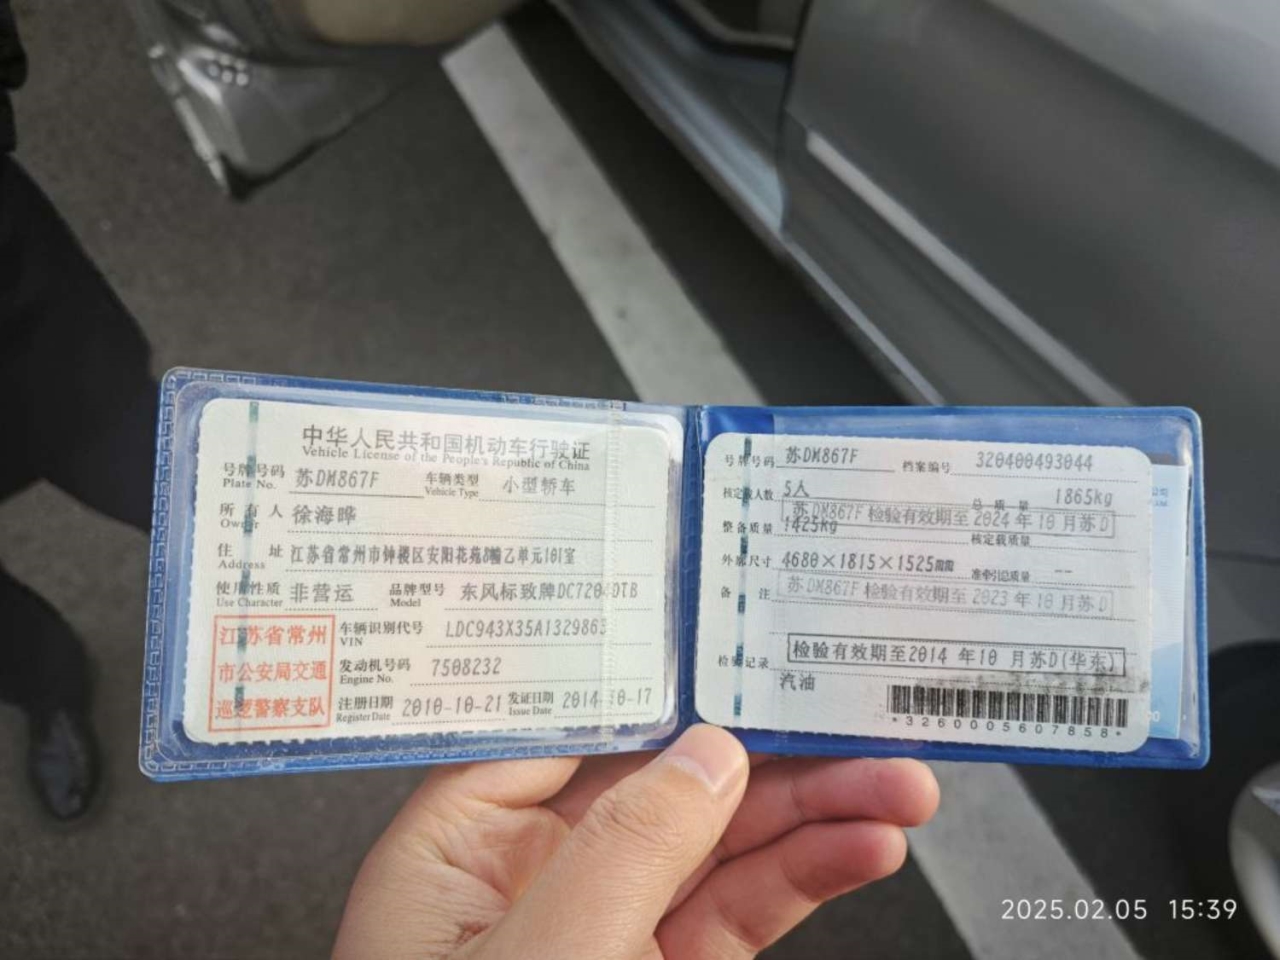 中华人民共和国机动车行驶证
Vehicle License of the People's Republic of China
号牌号码 苏DM867F 车辆类型 小型轿车
Plate No. Vehicle Type
所有人 徐海晔
Owner
住址 江苏省常州市钟楼区安阳花苑8幢乙单元101室
Address
使用性质 非营运 品牌型号 东风标致牌DC7204DTB
Use Character Model
江苏省常州
市公安局交通
巡逻警察支队
车辆识别代号 LDC943X35A1329863
VIN
发动机号码 7508232
Engine No.
注册日期 2010-10-21 发证日期 2014-10-17
Register Date Issue Date
号牌号码 苏DM867F 档案编号 320400493044
核定载人数 5人 总质量 1865kg
苏DM867F 检验有效期至 2024 年 10 月苏D
整备质量 1425kg 核定载质量
外廓尺寸 4680×1815×1525mm 准牵引总质量 --
备注 苏DM867F 检验有效期至 2023 年 10 月苏D
检验有效期至2014 年10 月苏D(华东)
检验记录
汽油
*3260005607858*
2025.02.05 15:39